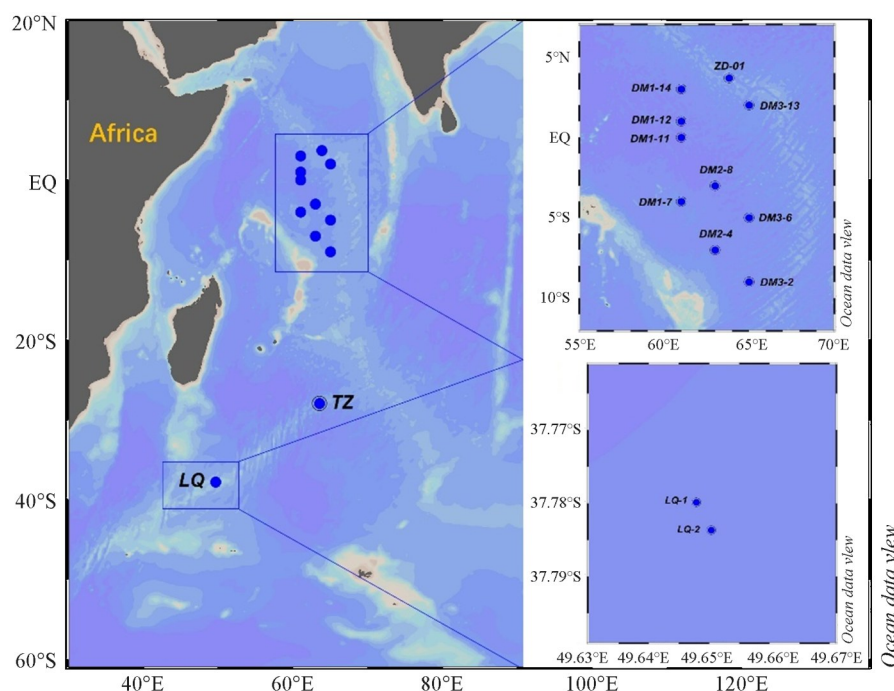 20°N
EQ
20°S
40°S
60°S
40°E
60°E
80°E
100°E
120°E
Africa
TZ
LQ
5°N
EQ
5°S
10°S
55°E
60°E
65°E
70°E
ZD-01
DM1-14
DM3-13
DM1-12
DM1-11
DM2-8
DM1-7
DM3-6
DM2-4
DM3-2
Ocean data view
37.77°S
37.78°S
37.79°S
LQ-1
LQ-2
49.63°E
49.64°E
49.65°E
49.66°E
49.67°E
Ocean data view
Ocean data view